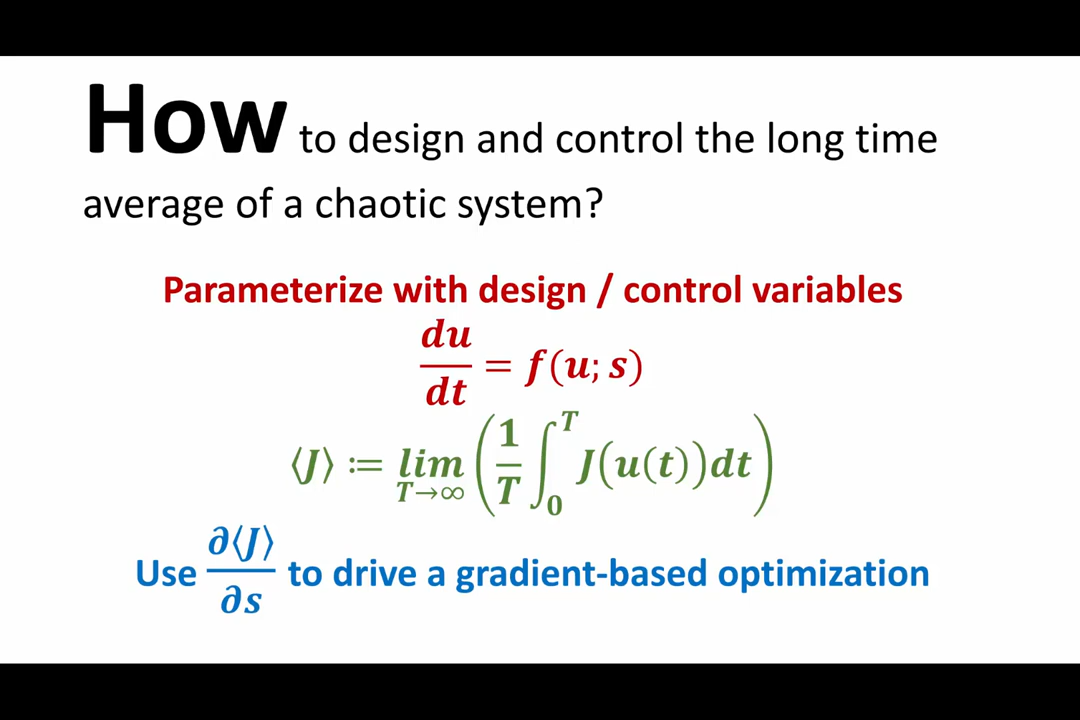 How to design and control the long time
average of a chaotic system?
Parameterize with design / control variables
du/dt = f(u; s)
⟨J⟩ ≔ lim_{T→∞} (1/T ∫_0^T J(u(t))dt)
Use ∂⟨J⟩/∂s to drive a gradient-based optimization